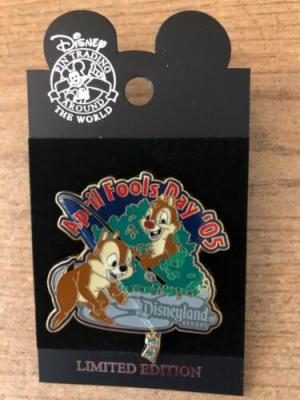 Disney
PIN TRADING
AROUND
THE WORLD
April Fools Day '05
Disneyland
RESORT
LIMITED EDITION